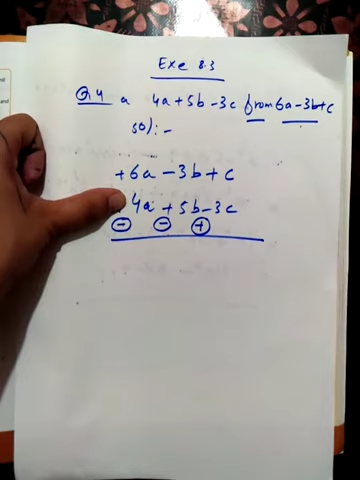 Exe 8.3
Q.4 a 4a + 5b - 3c from 6a - 3b + c
sol:-
+ 6a - 3b + c
+ 4a + 5b - 3c
- - +